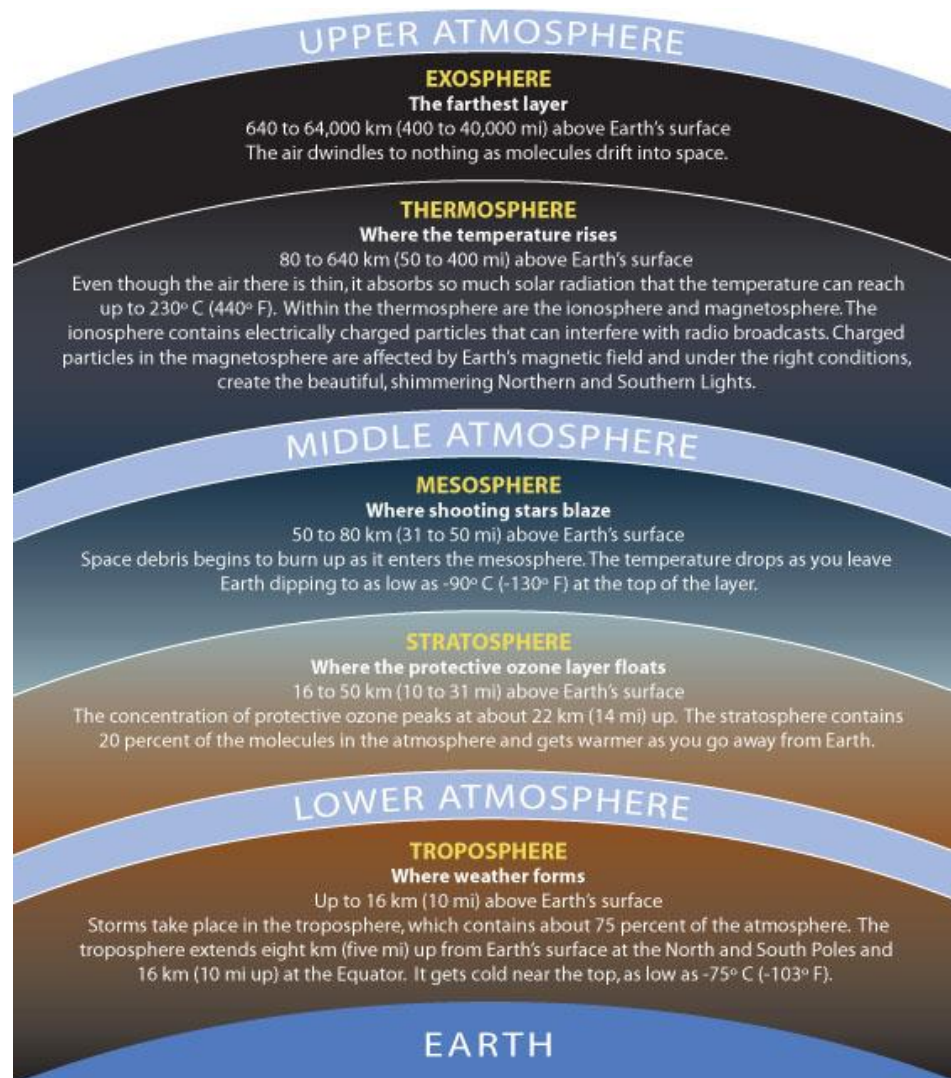 UPPER ATMOSPHERE
EXOSPHERE
The farthest layer
640 to 64,000 km (400 to 40,000 mi) above Earth's surface
The air dwindles to nothing as molecules drift into space.
THERMOSPHERE
Where the temperature rises
80 to 640 km (50 to 400 mi) above Earth's surface
Even though the air there is thin, it absorbs so much solar radiation that the temperature can reach
up to 230º C (440º F). Within the thermosphere are the ionosphere and magnetosphere. The
ionosphere contains electrically charged particles that can interfere with radio broadcasts. Charged
particles in the magnetosphere are affected by Earth's magnetic field and under the right conditions,
create the beautiful, shimmering Northern and Southern Lights.
MIDDLE ATMOSPHERE
MESOSPHERE
Where shooting stars blaze
50 to 80 km (31 to 50 mi) above Earth's surface
Space debris begins to burn up as it enters the mesosphere. The temperature drops as you leave
Earth dipping to as low as -90º C (-130º F) at the top of the layer.
STRATOSPHERE
Where the protective ozone layer floats
16 to 50 km (10 to 31 mi) above Earth's surface
The concentration of protective ozone peaks at about 22 km (14 mi) up. The stratosphere contains
20 percent of the molecules in the atmosphere and gets warmer as you go away from Earth.
LOWER ATMOSPHERE
TROPOSPHERE
Where weather forms
Up to 16 km (10 mi) above Earth's surface
Storms take place in the troposphere, which contains about 75 percent of the atmosphere. The
troposphere extends eight km (five mi) up from Earth's surface at the North and South Poles and
16 km (10 mi up) at the Equator. It gets cold near the top, as low as -75º C (-103º F).
EARTH